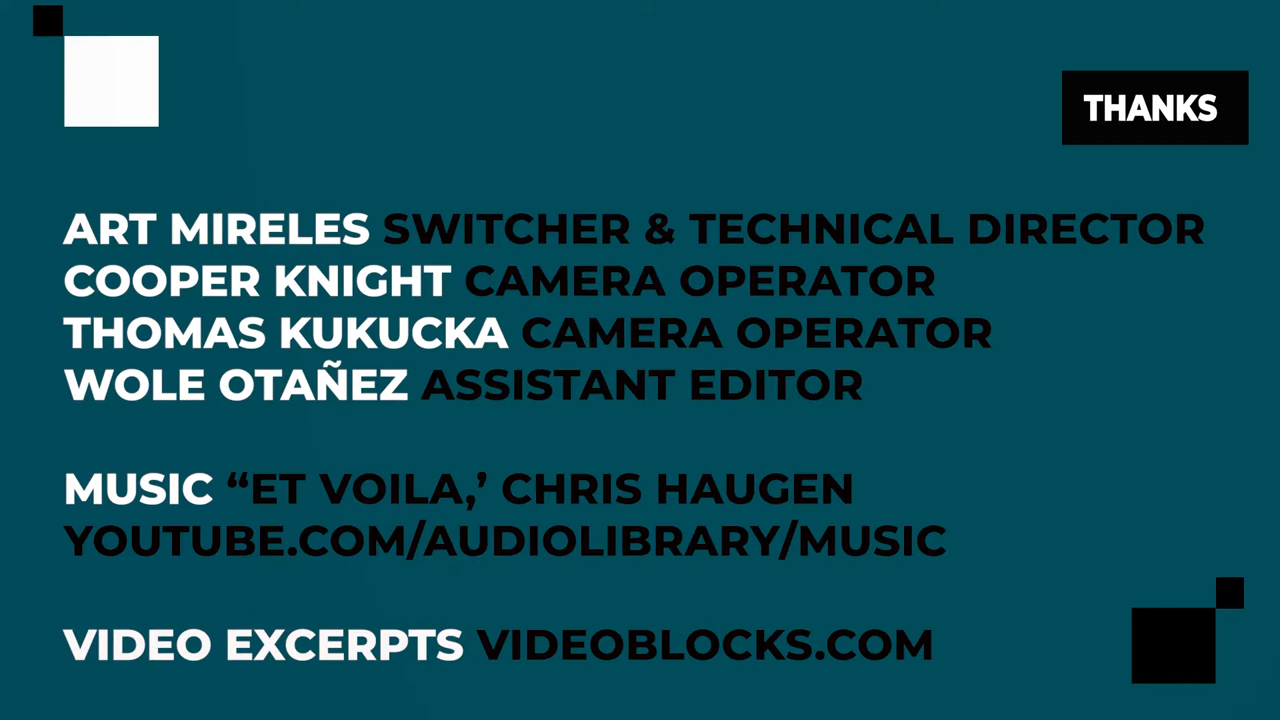 THANKS
ART MIRELES SWITCHER & TECHNICAL DIRECTOR
COOPER KNIGHT CAMERA OPERATOR
THOMAS KUKUCKA CAMERA OPERATOR
WOLE OTAÑEZ ASSISTANT EDITOR
MUSIC “ET VOILA,’ CHRIS HAUGEN
YOUTUBE.COM/AUDIOLIBRARY/MUSIC
VIDEO EXCERPTS VIDEOBLOCKS.COM